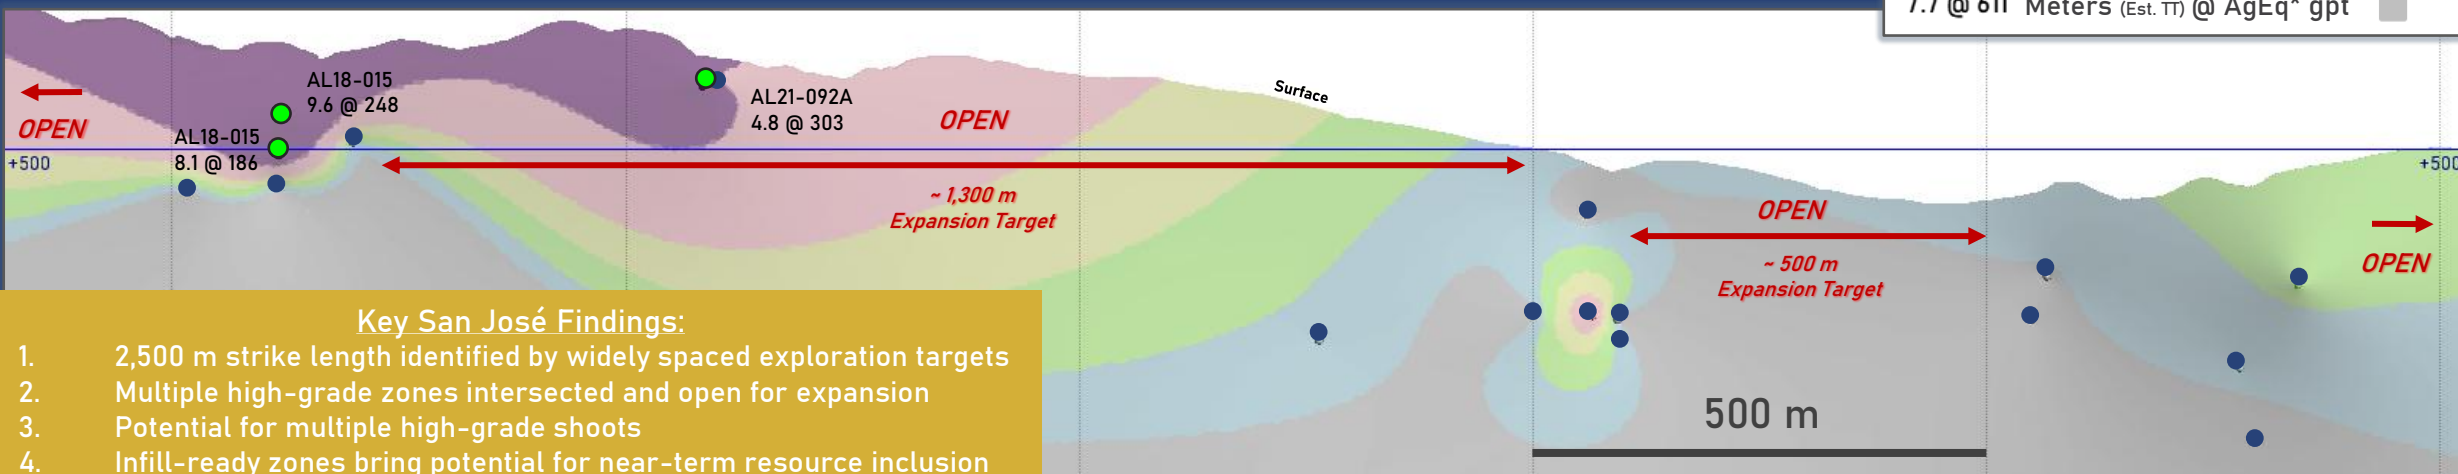 7.7 @ 611 Meters (Est. TT) @ AgEq* gpt
Surface
AL18-015
9.6 @ 248
AL21-092A
4.8 @ 303
OPEN
OPEN
AL18-015
8.1 @ 186
+500
+500
~ 1,300 m
Expansion Target
OPEN
~ 500 m
Expansion Target
OPEN
Key San José Findings:
1. 2,500 m strike length identified by widely spaced exploration targets
2. Multiple high-grade zones intersected and open for expansion
3. Potential for multiple high-grade shoots
4. Infill-ready zones bring potential for near-term resource inclusion
500 m